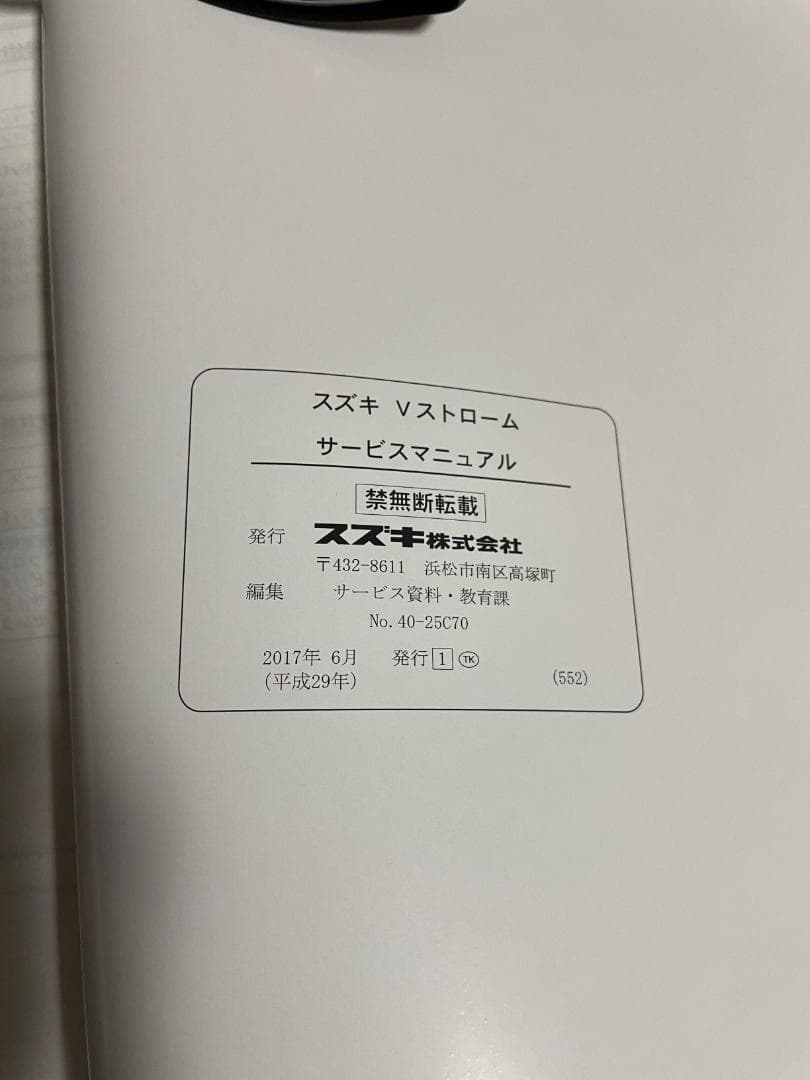 スズキ Vストローム
サービスマニュアル
禁無断転載
発行 スズキ株式会社
〒432-8611 浜松市南区高塚町
編集 サービス資料・教育課
No.40-25C70
2017年 6月 発行 1 TK
(平成29年)
(552)